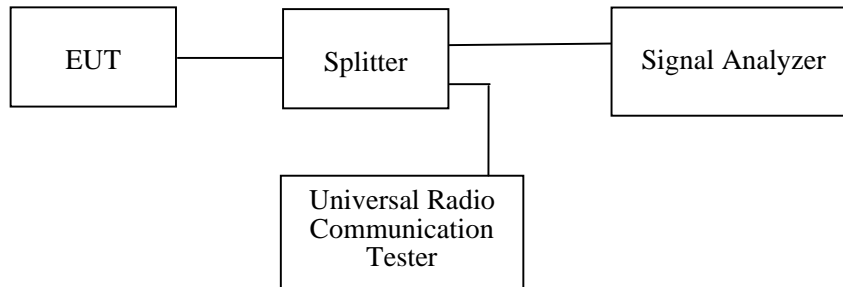 EUT
Splitter
Signal Analyzer
Universal Radio
Communication
Tester